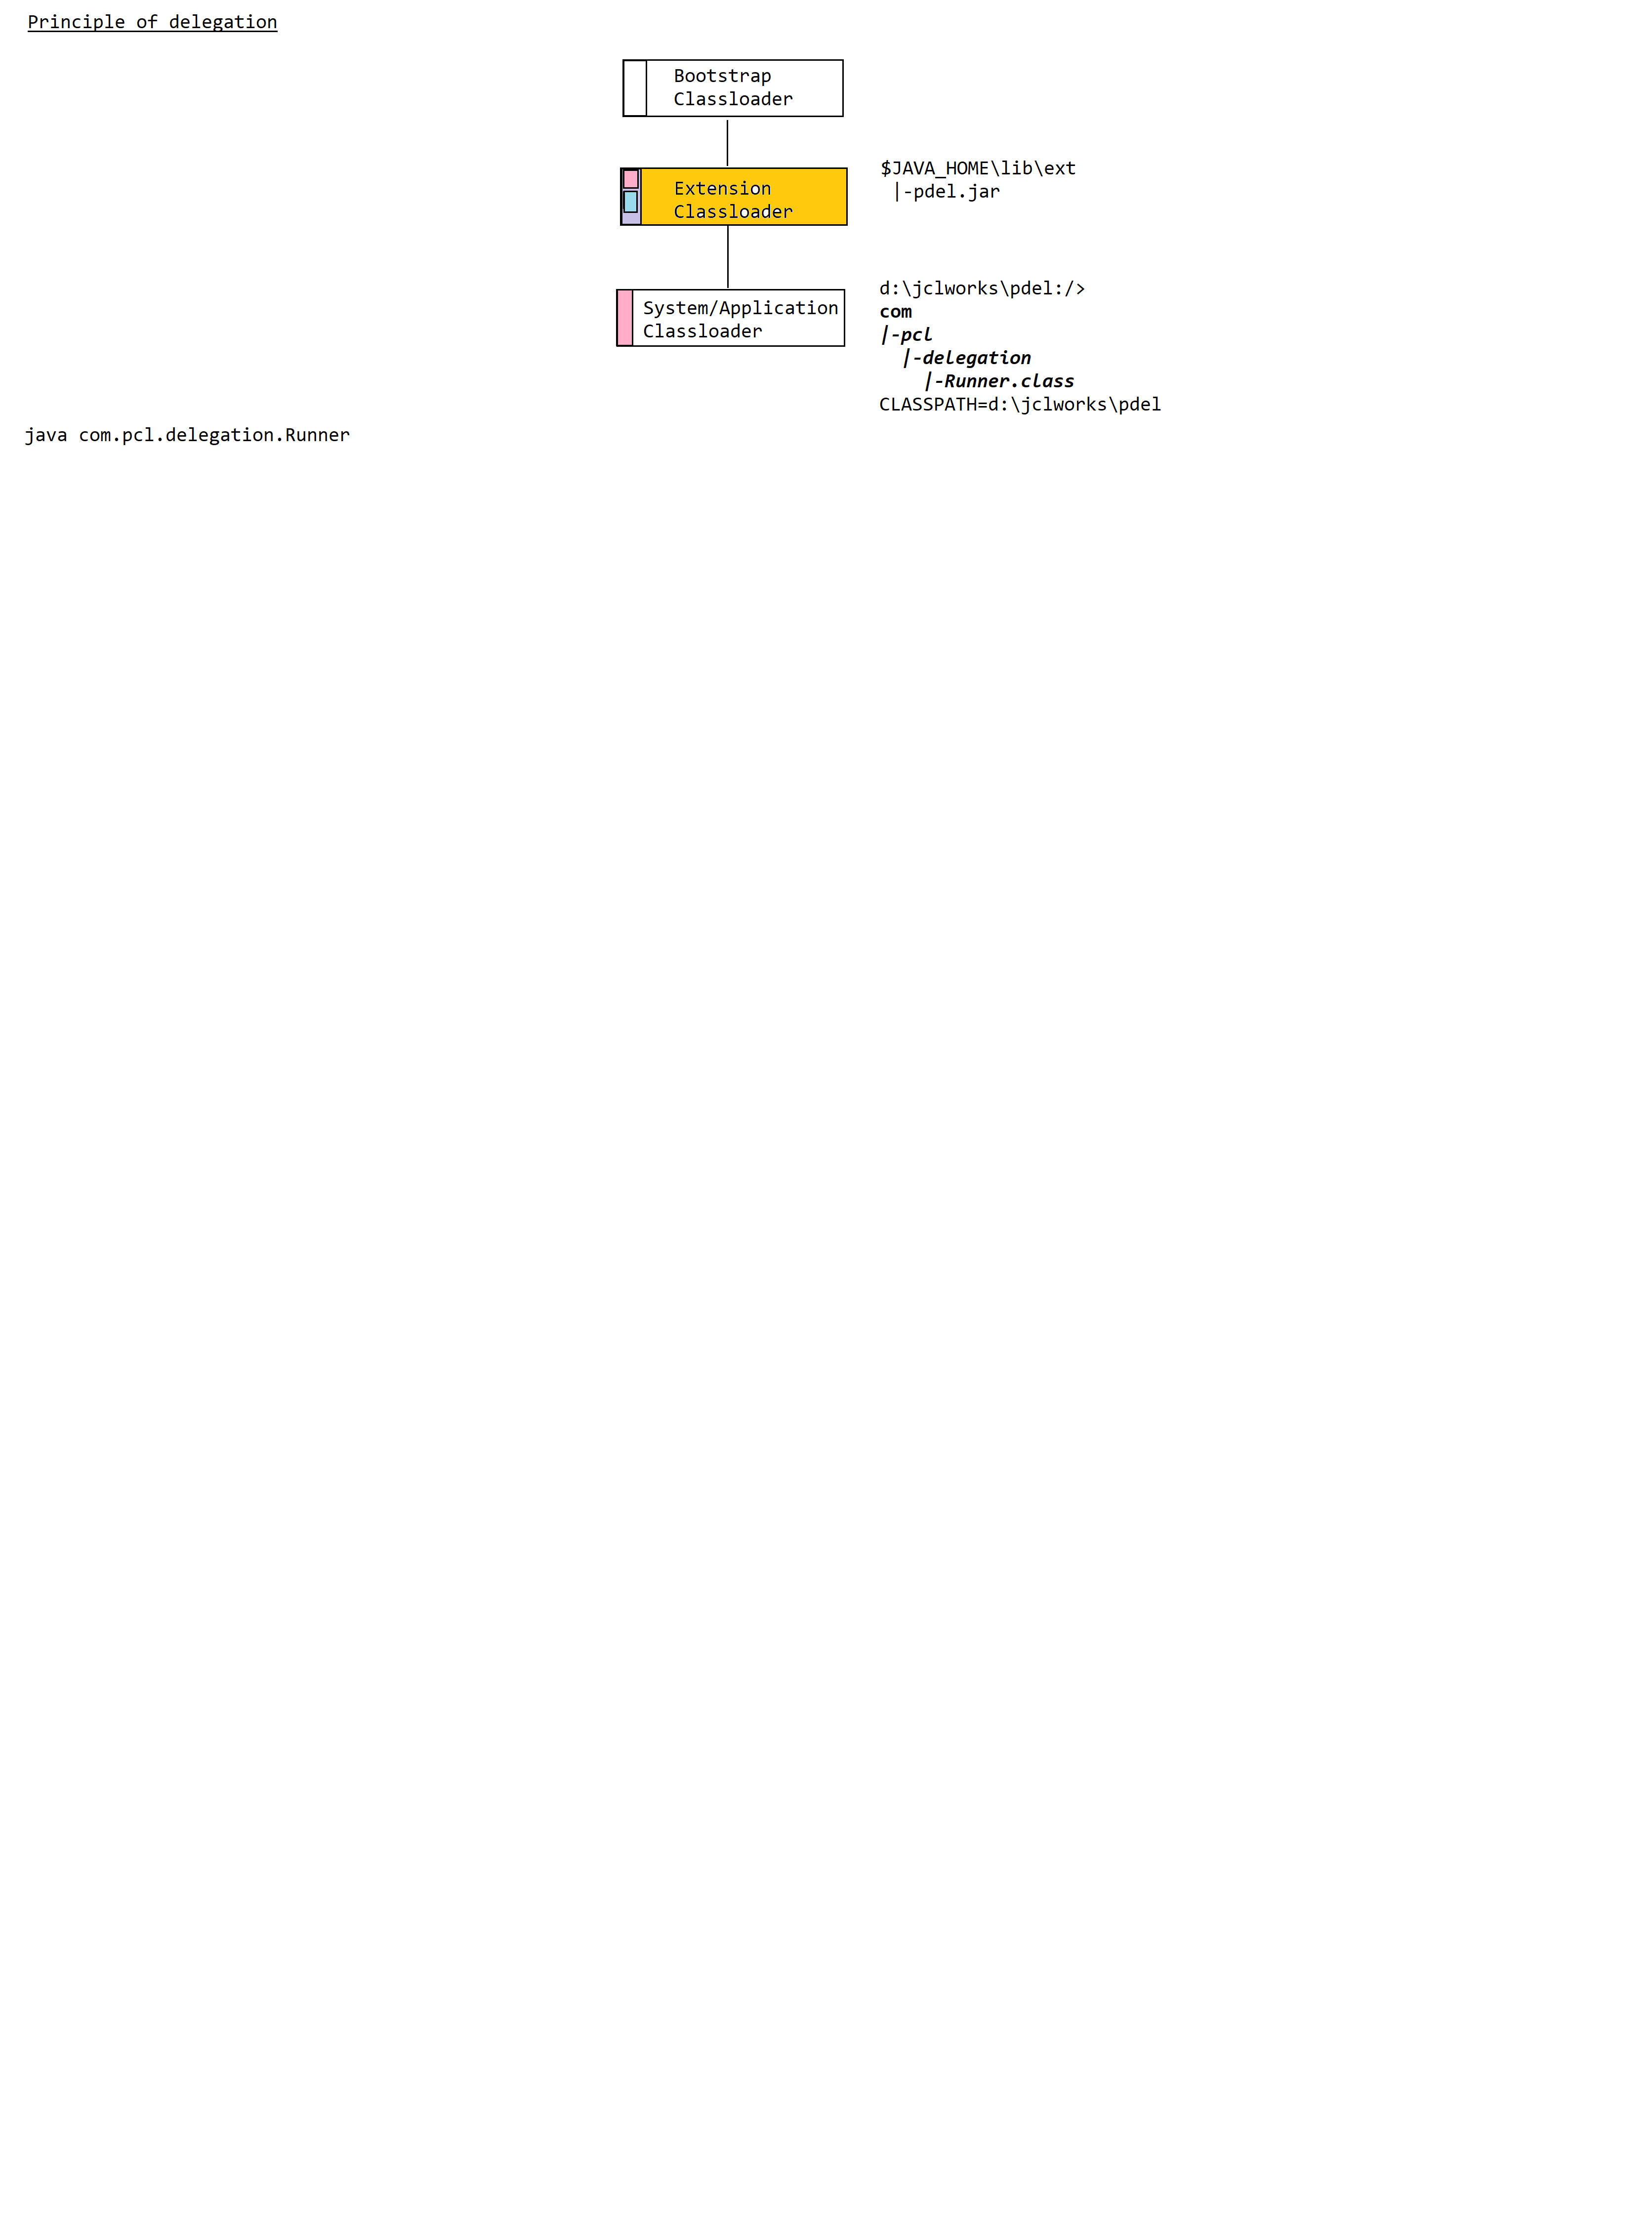 Principle of delegation
Bootstrap
Classloader
Extension
Classloader
$JAVA_HOME\lib\ext
|-pdel.jar
System/Application
Classloader
d:\jclworks\pdel:/>
com
|-pcl
|-delegation
|-Runner.class
CLASSPATH=d:\jclworks\pdel
java com.pcl.delegation.Runner